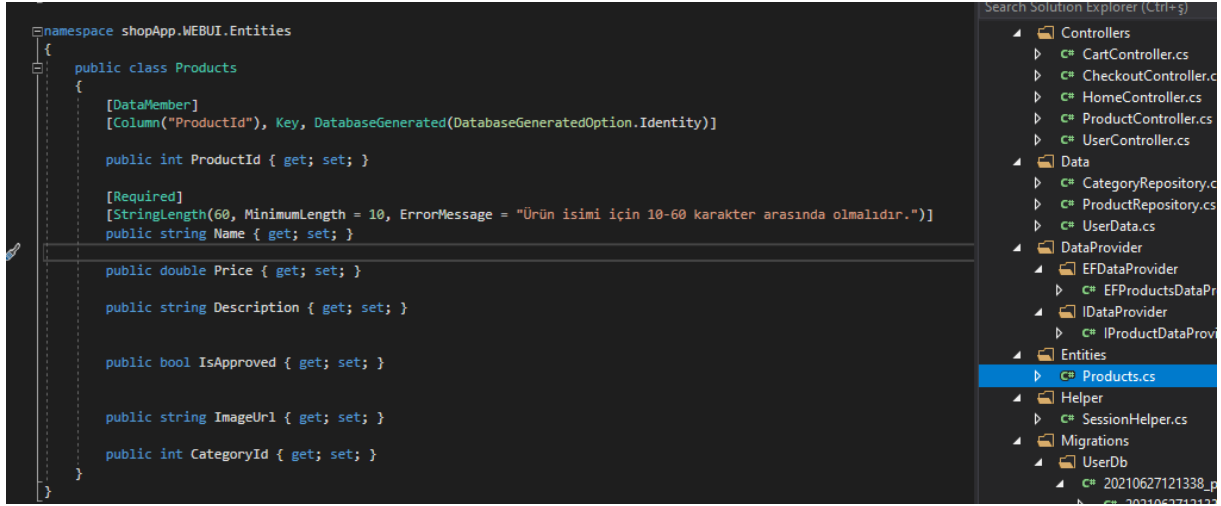 namespace shopApp.WEBUI.Entities
{
public class Products
{
[DataMember]
[Column("ProductId"), Key, DatabaseGenerated(DatabaseGeneratedOption.Identity)]
public int ProductId { get; set; }
[Required]
[StringLength(60, MinimumLength = 10, ErrorMessage = "Ürün isimi için 10-60 karakter arasında olmalıdır.")]
public string Name { get; set; }
public double Price { get; set; }
public string Description { get; set; }
public bool IsApproved { get; set; }
public string ImageUrl { get; set; }
public int CategoryId { get; set; }
}
}
Search Solution Explorer (Ctrl+ş)
Controllers
C# CartController.cs
C# CheckoutController.c
C# HomeController.cs
C# ProductController.cs
C# UserController.cs
Data
C# CategoryRepository.c
C# ProductRepository.cs
C# UserData.cs
DataProvider
EFDataProvider
C# EFProductsDataPr
IDataProvider
C# IProductDataProvi
Entities
C# Products.cs
Helper
C# SessionHelper.cs
Migrations
UserDb
C# 20210627121338_p